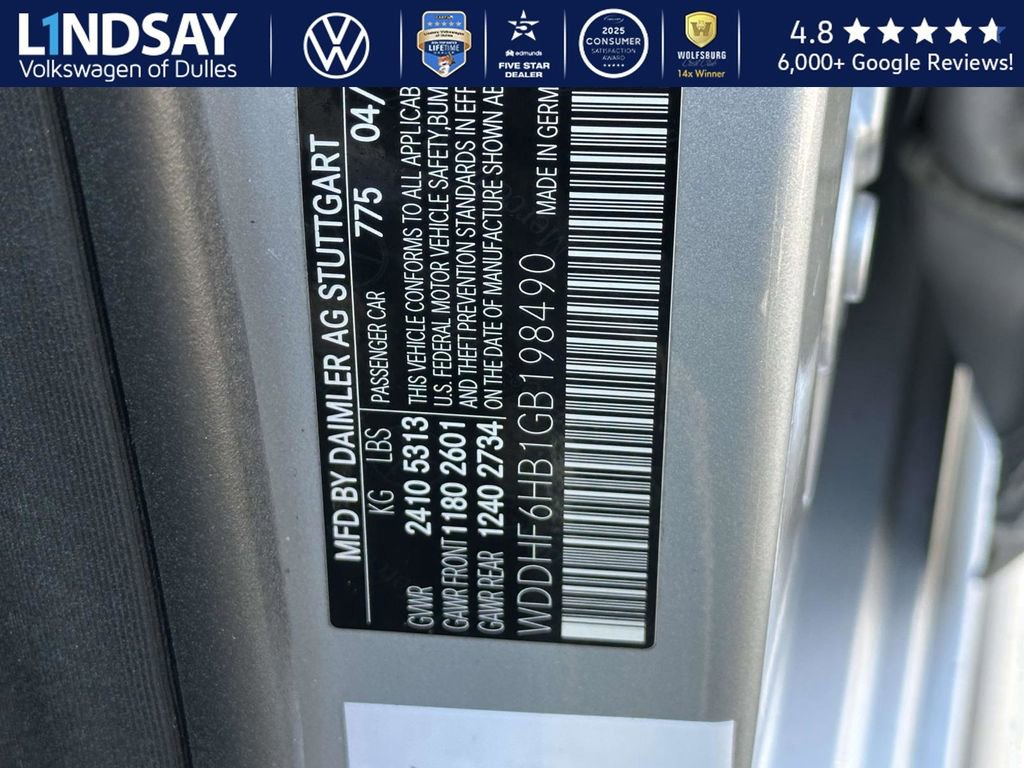 L1NDSAY
Volkswagen of Dulles
LIFETIME
edmunds
FIVE STAR
DEALER
2025
CONSUMER
SATISFACTION
AWARD
WOLFSBURG
14x Winner
4.8
6,000+ Google Reviews!
MFD BY DAIMLER AG STUTTGART
KG LBS PASSENGER CAR 775 04/
GVWR 2410 5313 THIS VEHICLE CONFORMS TO ALL APPLICAB
GAWR FRONT 1180 2601 U.S. FEDERAL MOTOR VEHICLE SAFETY, BUM
AND THEFT PREVENTION STANDARDS IN EFF
GAWR REAR 1240 2734 ON THE DATE OF MANUFACTURE SHOWN AB
WDDHF6HB1GB198490 MADE IN GERM